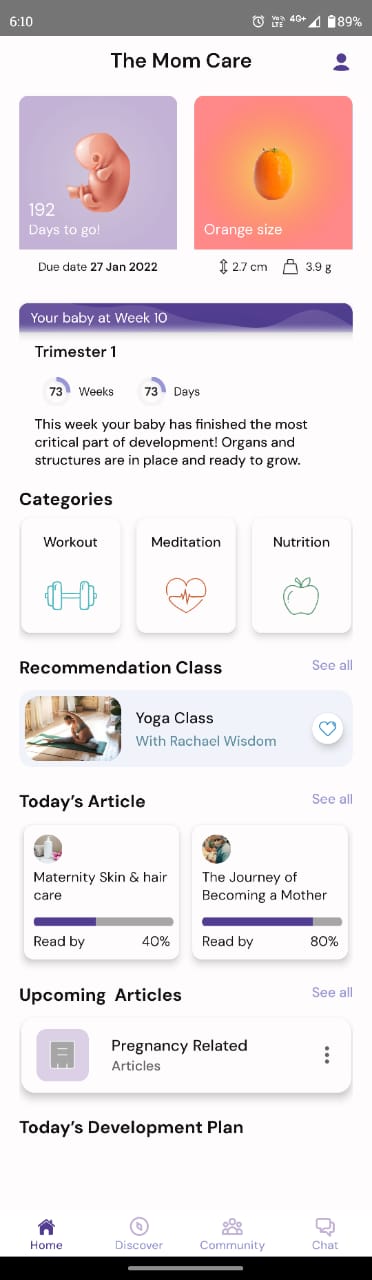 6:10
Vo))
LTE
4G+
89%
The Mom Care
192
Days to go!
Orange size
Due date 27 Jan 2022
2.7 cm
3.9 g
Your baby at Week 10
Trimester 1
73 Weeks
73 Days
This week your baby has finished the most
critical part of development! Organs and
structures are in place and ready to grow.
Categories
Workout
Meditation
Nutrition
Recommendation Class
See all
Yoga Class
With Rachael Wisdom
Today's Article
See all
Maternity Skin & hair
care
Read by 40%
The Journey of
Becoming a Mother
Read by 80%
Upcoming Articles
See all
Pregnancy Related
Articles
Today's Development Plan
Home
Discover
Community
Chat